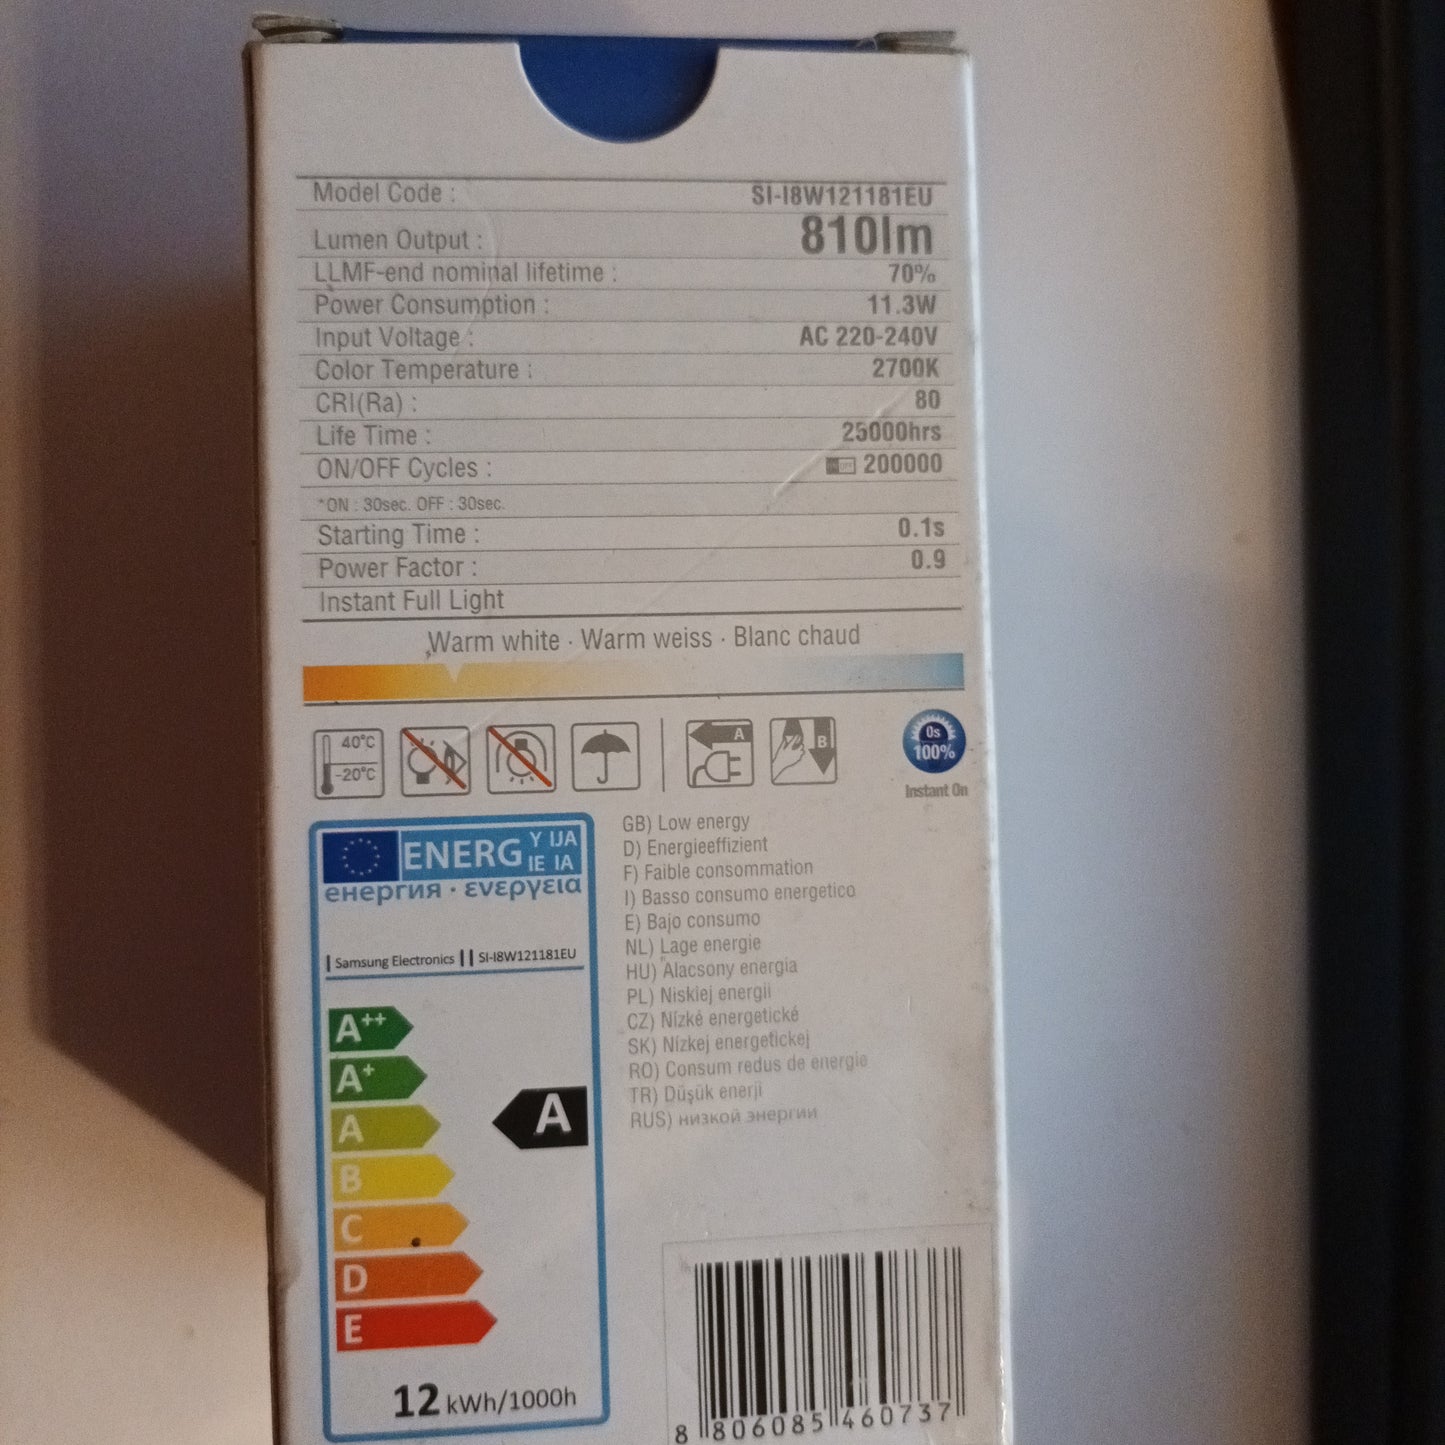 Model Code : SI-I8W121181EU
Lumen Output : 810lm
LLMF-end nominal lifetime : 70%
Power Consumption : 11.3W
Input Voltage : AC 220-240V
Color Temperature : 2700K
CRI(Ra) : 80
Life Time : 25000hrs
ON/OFF Cycles : ON OFF 200000
*ON : 30sec. OFF : 30sec.
Starting Time : 0.1s
Power Factor : 0.9
Instant Full Light
Warm white · Warm weiss · Blanc chaud
40°C
-20°C
A
B
0s
100%
Instant On
ENERG Y IJA
IE IA
енергия · ενεργεια
Samsung Electronics SI-I8W121181EU
A++
A+
A
B
C
D
E
A
12 kWh/1000h
GB) Low energy
D) Energieeffizient
F) Faible consommation
I) Basso consumo energetico
E) Bajo consumo
NL) Lage energie
HU) Alacsony energia
PL) Niskiej energii
CZ) Nízké energetické
SK) Nízkej energetickej
RO) Consum redus de energie
TR) Düşük enerji
RUS) низкой энергии
8 806085 460737